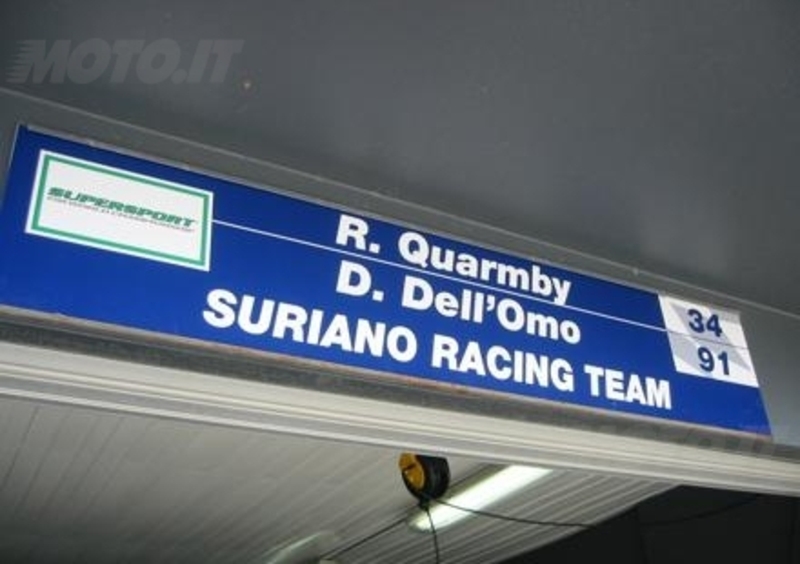 MOTO.IT
SUPERSPORT
R. Quarmby 34
D. Dell'Omo 91
SURIANO RACING TEAM